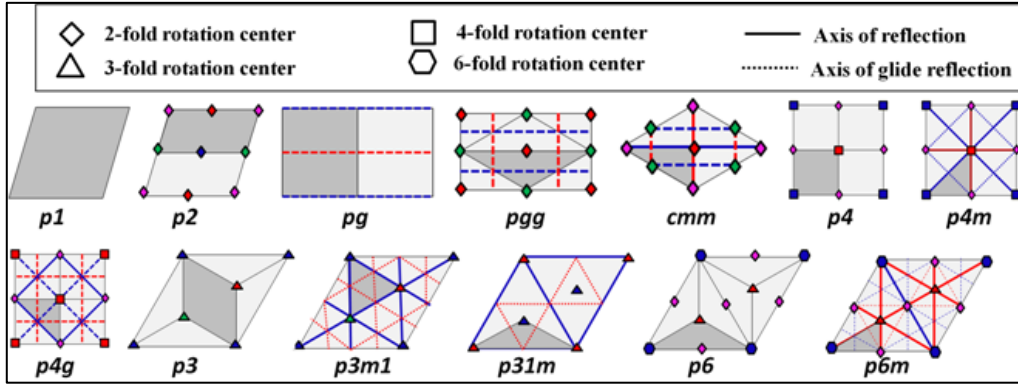 2-fold rotation center
4-fold rotation center
Axis of reflection
3-fold rotation center
6-fold rotation center
Axis of glide reflection
p1
p2
pg
pgg
cmm
p4
p4m
p4g
p3
p3m1
p31m
p6
p6m